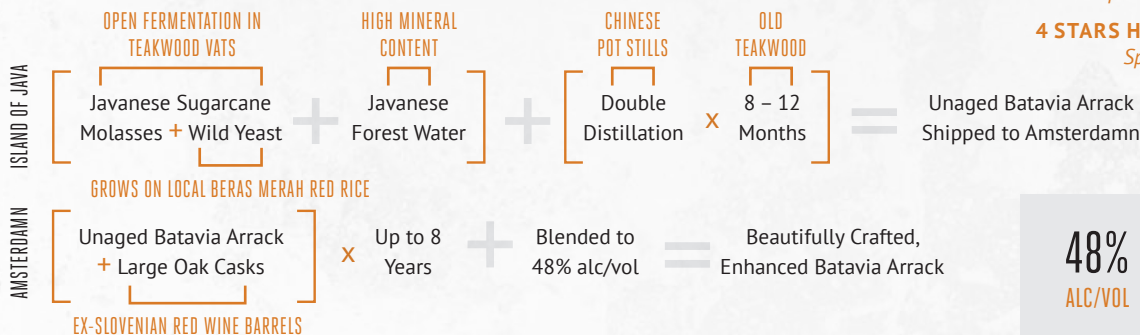 OPEN FERMENTATION IN
TEAKWOOD VATS
HIGH MINERAL
CONTENT
CHINESE
POT STILLS
OLD
TEAKWOOD
4 STARS H
Sp
ISLAND OF JAVA
Javanese Sugarcane
Molasses + Wild Yeast
+
Javanese
Forest Water
+
Double
Distillation
x
8 – 12
Months
=
Unaged Batavia Arrack
Shipped to Amsterdamn
GROWS ON LOCAL BERAS MERAH RED RICE
AMSTERDAMN
Unaged Batavia Arrack
+ Large Oak Casks
x
Up to 8
Years
+
Blended to
48% alc/vol
=
Beautifully Crafted,
Enhanced Batavia Arrack
EX-SLOVENIAN RED WINE BARRELS
48%
ALC/VOL